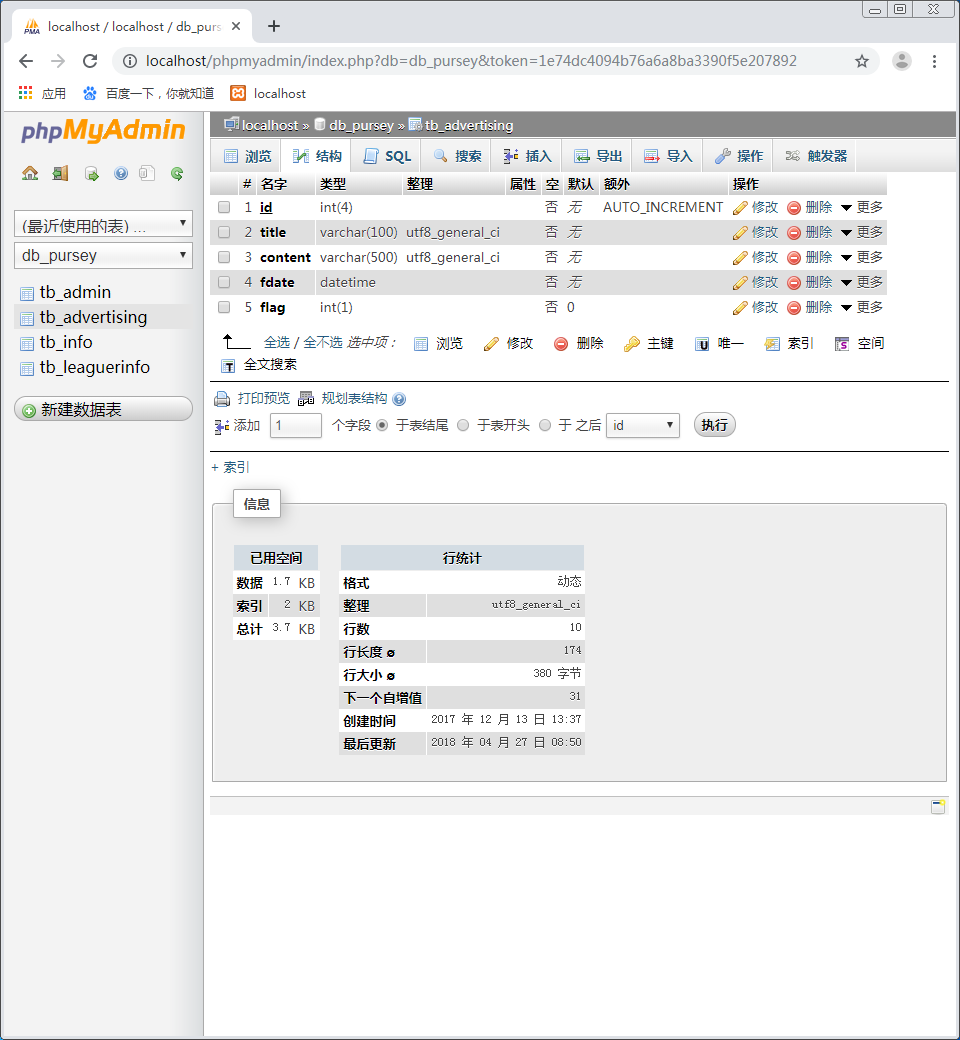 localhost / localhost / db_purs
localhost/phpmyadmin/index.php?db=db_pursey&token=1e74dc4094b76a6a8ba3390f5e207892
应用 百度一下，你就知道 localhost
phpMyAdmin
(最近使用的表) ...
db_pursey
tb_admin
tb_advertising
tb_info
tb_leaguerinfo
新建数据表
localhost » db_pursey » tb_advertising
浏览 结构 SQL 搜索 插入 导出 导入 操作 触发器
# 名字 类型 整理 属性 空 默认 额外 操作
1 id int(4) 否 无 AUTO_INCREMENT 修改 删除 更多
2 title varchar(100) utf8_general_ci 否 无 修改 删除 更多
3 content varchar(500) utf8_general_ci 否 无 修改 删除 更多
4 fdate datetime 否 无 修改 删除 更多
5 flag int(1) 否 0 修改 删除 更多
全选 / 全不选 选中项： 浏览 修改 删除 主键 唯一 索引 空间
全文搜索
打印预览 规划表结构
添加 1 个字段 于表结尾 于表开头 于 之后 id 执行
+ 索引
信息
已用空间
数据 1.7 KB
索引 2 KB
总计 3.7 KB
行统计
格式 动态
整理 utf8_general_ci
行数 10
行长度 ø 174
行大小 ø 380 字节
下一个自增值 31
创建时间 2017 年 12 月 13 日 13:37
最后更新 2018 年 04 月 27 日 08:50